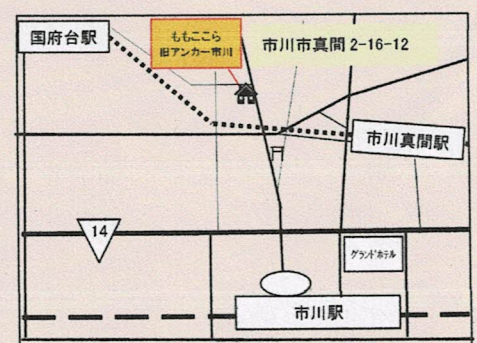 国府台駅
ももここら
旧アンカー市川
市川市真間2-16-12
市川真間駅
14
グランドホテル
市川駅